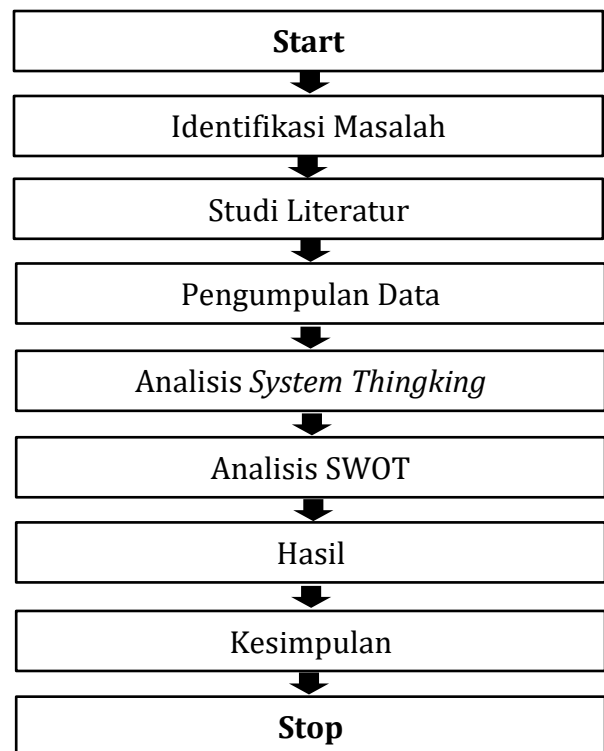 Start
Identifikasi Masalah
Studi Literatur
Pengumpulan Data
Analisis System Thingking
Analisis SWOT
Hasil
Kesimpulan
Stop